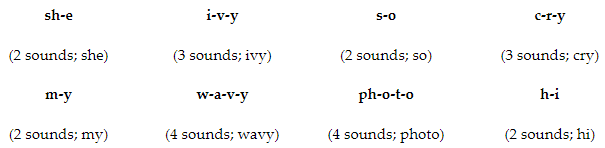 sh-e i-v-y s-o c-r-y
(2 sounds; she) (3 sounds; ivy) (2 sounds; so) (3 sounds; cry)
m-y w-a-v-y ph-o-t-o h-i
(2 sounds; my) (4 sounds; wavy) (4 sounds; photo) (2 sounds; hi)